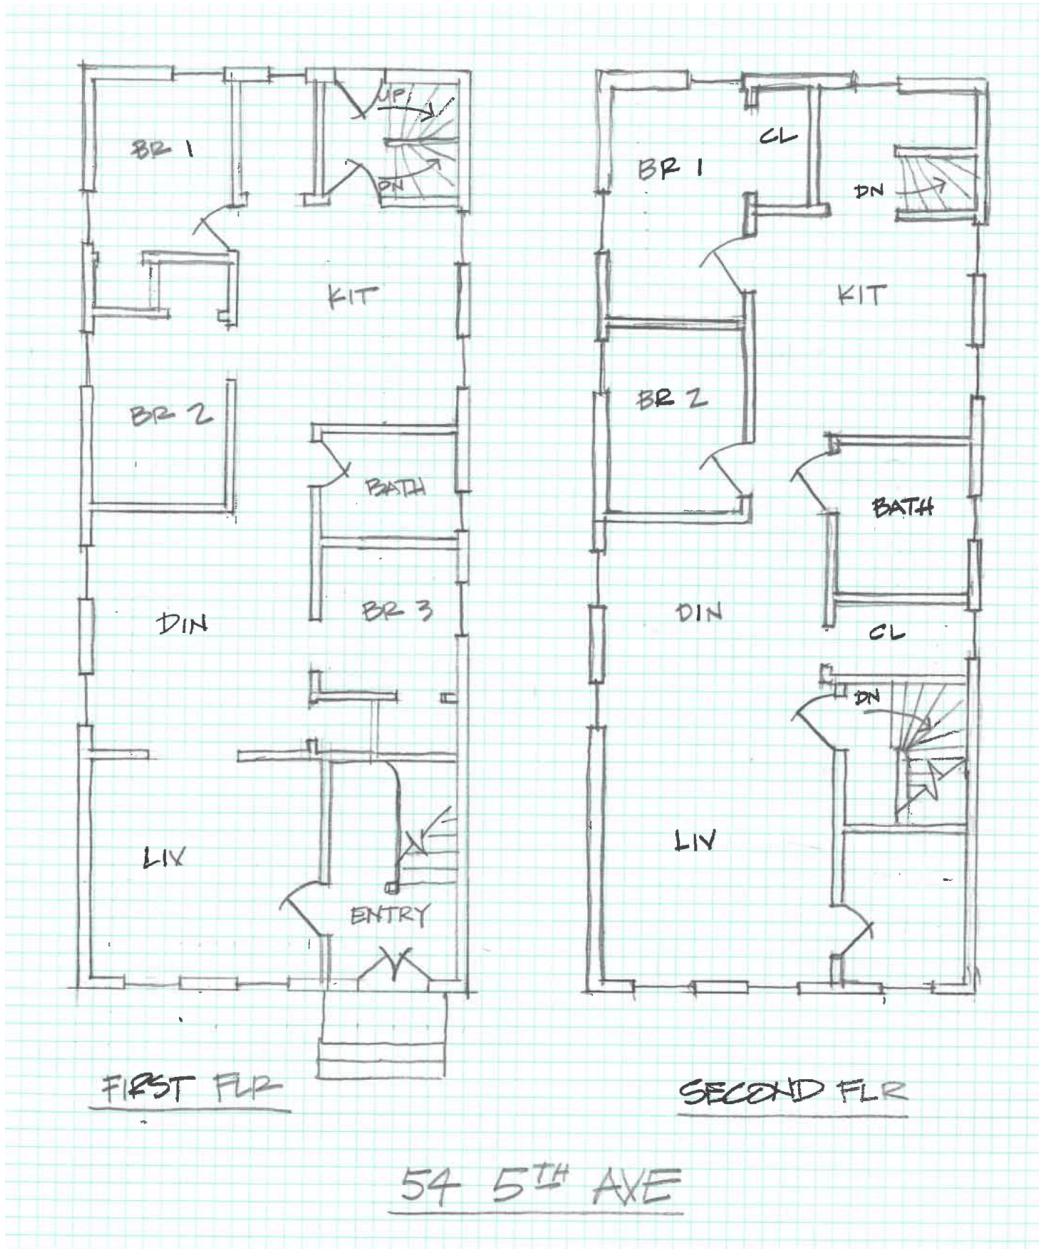 UP
BR 1
DN
KIT
BR 2
BATH
BR 3
DIN
LIV
ENTRY
FIRST FLR
CL
BR 1
DN
KIT
BR 2
BATH
DIN
CL
DN
LIV
SECOND FLR
54 5TH AVE